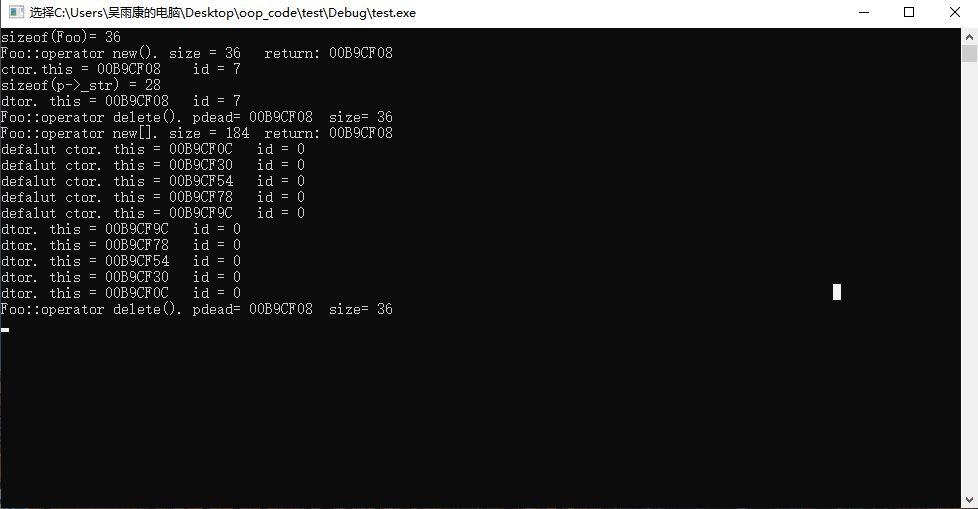 选择C:\Users\吴雨康的电脑\Desktop\oop_code\test\Debug\test.exe
sizeof(Foo)= 36
Foo::operator new(). size = 36   return: 00B9CF08
ctor.this = 00B9CF08    id = 7
sizeof(p->_str) = 28
dtor. this = 00B9CF08   id = 7
Foo::operator delete(). pdead= 00B9CF08  size= 36
Foo::operator new[]. size = 184  return: 00B9CF08
defalut ctor. this = 00B9CF0C   id = 0
defalut ctor. this = 00B9CF30   id = 0
defalut ctor. this = 00B9CF54   id = 0
defalut ctor. this = 00B9CF78   id = 0
defalut ctor. this = 00B9CF9C   id = 0
dtor. this = 00B9CF9C   id = 0
dtor. this = 00B9CF78   id = 0
dtor. this = 00B9CF54   id = 0
dtor. this = 00B9CF30   id = 0
dtor. this = 00B9CF0C   id = 0
Foo::operator delete(). pdead= 00B9CF08  size= 36